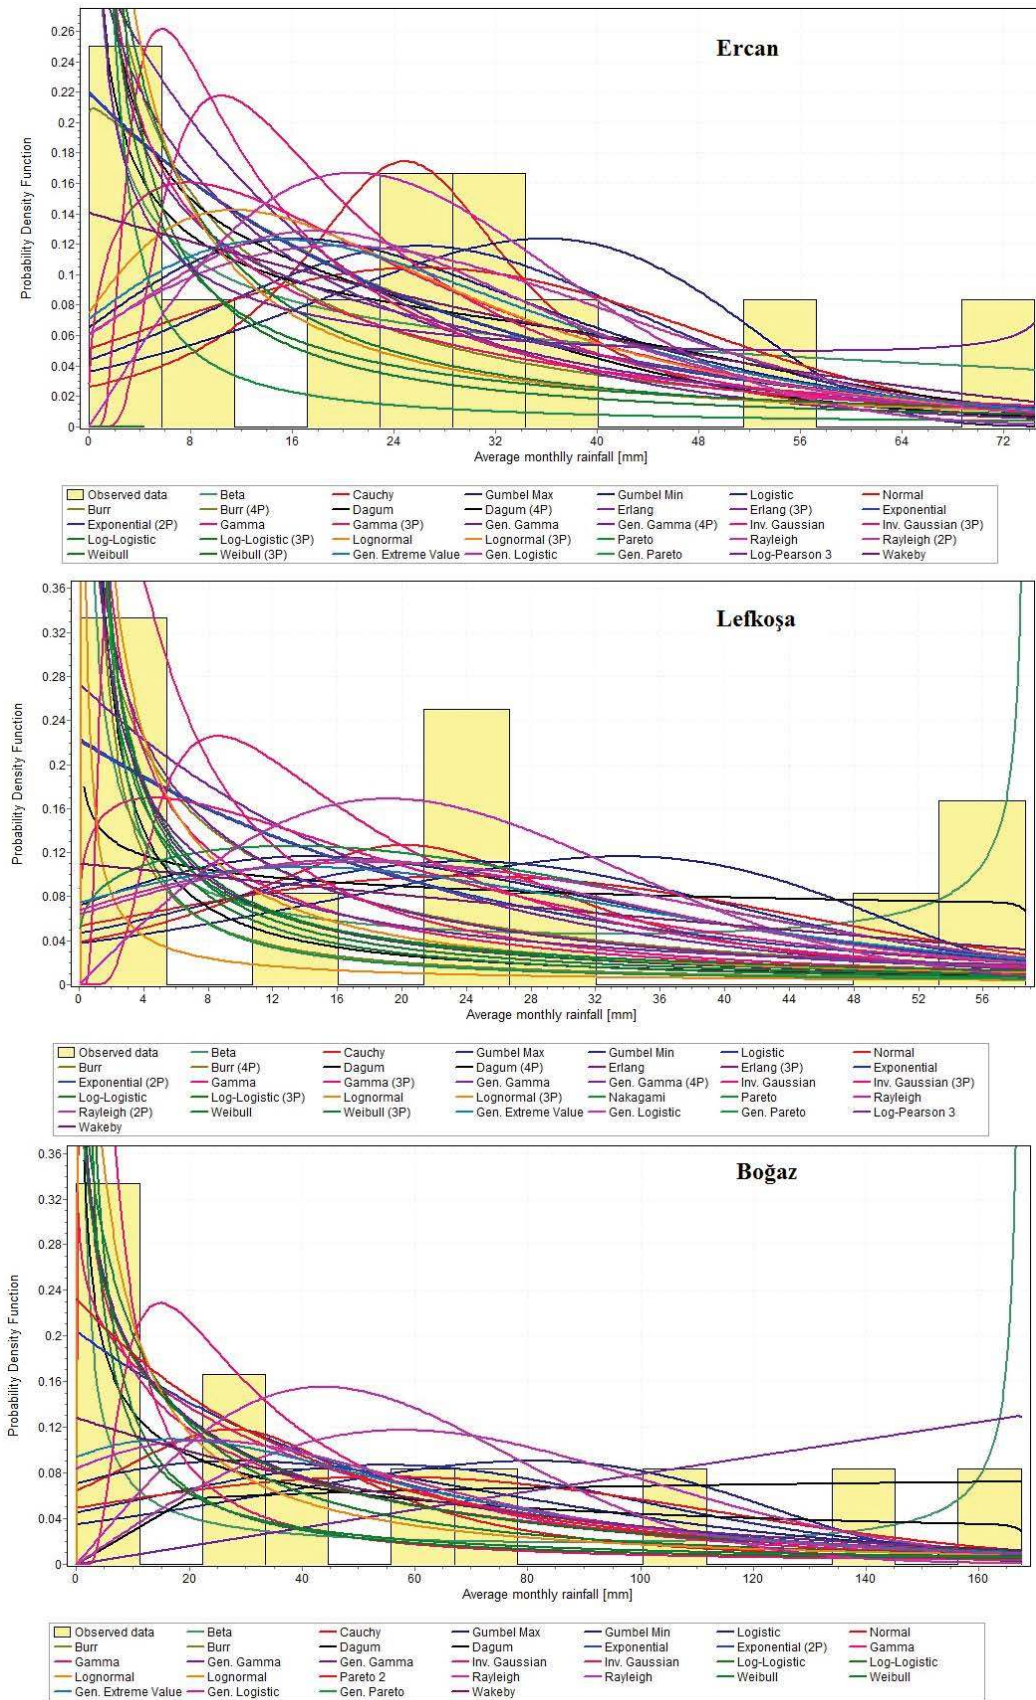 Ercan
Probability Density Function
0.26
0.24
0.22
0.2
0.18
0.16
0.14
0.12
0.1
0.08
0.06
0.04
0.02
0
0 8 16 24 32 40 48 56 64 72
Average monthlly rainfall [mm]
Observed data Beta Cauchy Gumbel Max Gumbel Min Logistic Normal
Burr Burr (4P) Dagum Dagum (4P) Erlang Erlang (3P) Exponential
Exponential (2P) Gamma Gamma (3P) Gen. Gamma Gen. Gamma (4P) Inv. Gaussian Inv. Gaussian (3P)
Log-Logistic Log-Logistic (3P) Lognormal Lognormal (3P) Pareto Rayleigh Rayleigh (2P)
Weibull Weibull (3P) Gen. Extreme Value Gen. Logistic Gen. Pareto Log-Pearson 3 Wakeby
Lefkoşa
Probability Density Function
0.36
0.32
0.28
0.24
0.2
0.16
0.12
0.08
0.04
0
0 4 8 12 16 20 24 28 32 36 40 44 48 52 56
Average monthly rainfall [mm]
Observed data Beta Cauchy Gumbel Max Gumbel Min Logistic Normal
Burr Burr (4P) Dagum Dagum (4P) Erlang Erlang (3P) Exponential
Exponential (2P) Gamma Gamma (3P) Gen. Gamma Gen. Gamma (4P) Inv. Gaussian Inv. Gaussian (3P)
Log-Logistic Log-Logistic (3P) Lognormal Lognormal (3P) Nakagami Pareto Rayleigh
Rayleigh (2P) Weibull Weibull (3P) Gen. Extreme Value Gen. Logistic Gen. Pareto Log-Pearson 3
Wakeby
Boğaz
Probability Density Function
0.36
0.32
0.28
0.24
0.2
0.16
0.12
0.08
0.04
0
0 20 40 60 80 100 120 140 160
Average monthly rainfall [mm]
Observed data Beta Cauchy Gumbel Max Gumbel Min Logistic Normal
Burr Burr Dagum Dagum Exponential Exponential (2P) Gamma
Gamma Gen. Gamma Gen. Gamma Inv. Gaussian Inv. Gaussian Log-Logistic Log-Logistic
Lognormal Lognormal Pareto 2 Rayleigh Rayleigh Weibull Weibull
Gen. Extreme Value Gen. Logistic Gen. Pareto Wakeby